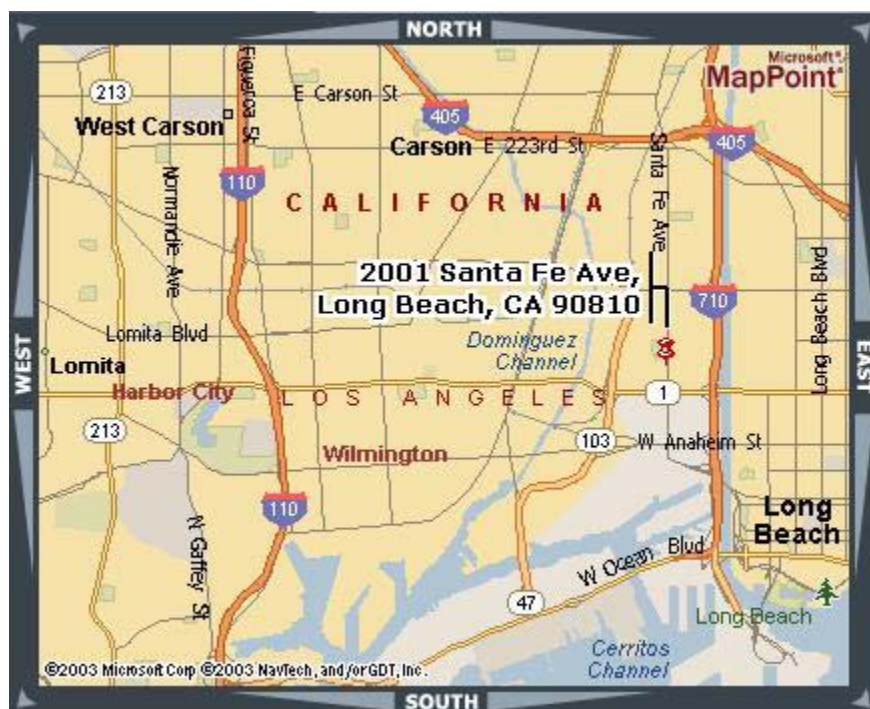 NORTH
Microsoft®
MapPoint®
213
Figueroa St
E Carson St
West Carson
405
Carson
E 223rd St
Santa Fe Ave
405
110
Normandie Ave
CALIFORNIA
2001 Santa Fe Ave,
Long Beach, CA 90810
710
Long Beach Blvd
Lomita Blvd
Dominguez
Channel
WEST
EAST
Lomita
Harbor City
LOS ANGELES
1
213
103
W Anaheim St
Wilmington
110
Long
Beach
N Gaffey St
W Ocean Blvd
47
Long Beach
Cerritos
Channel
©2003 Microsoft Corp ©2003 NavTech, and/or GDT, Inc.
SOUTH